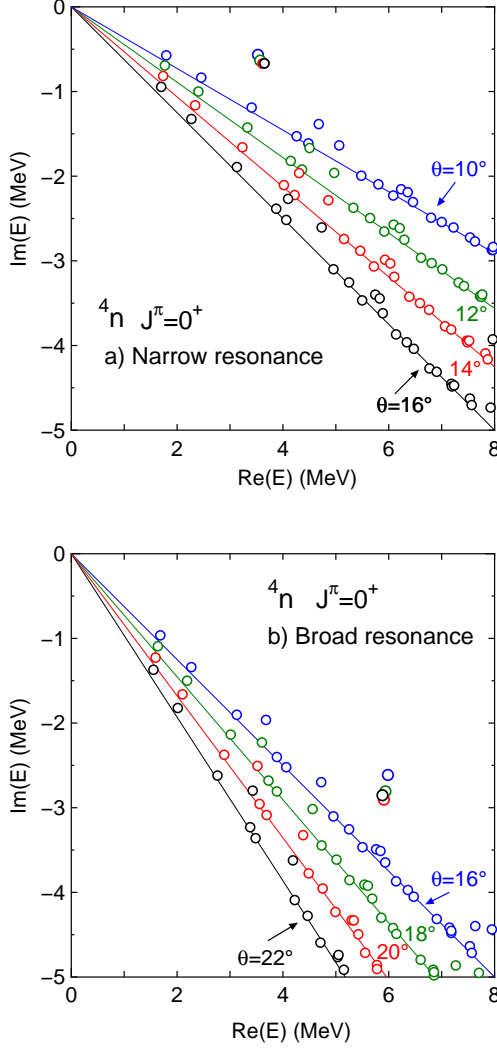 0
−1
−2
−3
−4
−5
Im(E) (MeV)
θ=10°
12°
14°
θ=16°
⁴n Jᵖ=0⁺
a) Narrow resonance
2 4 6 8
Re(E) (MeV)
0
−1
−2
−3
−4
−5
Im(E) (MeV)
⁴n J^π=0⁺
b) Broad resonance
θ=16°
18°
20°
θ=22°
0 2 4 6 8
Re(E) (MeV)